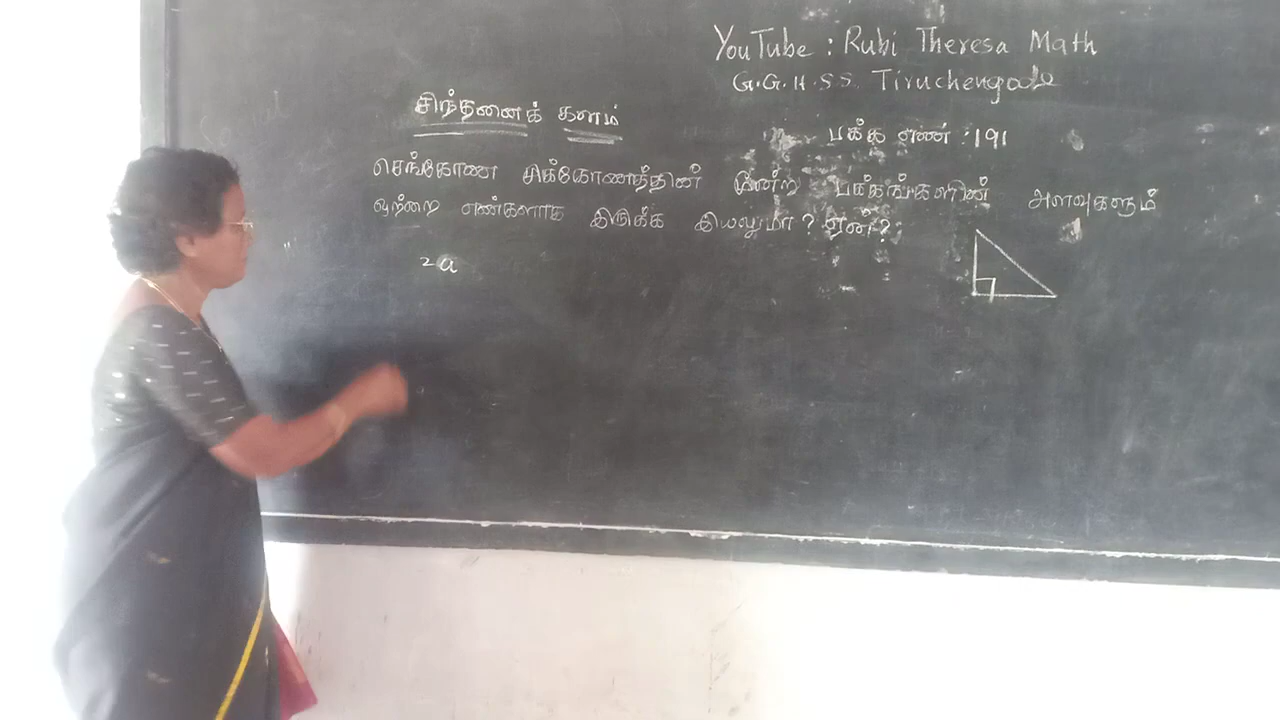 YouTube : Rubi Theresa Math
G.G.H.S.S. Tiruchengode
சிந்தனைக் களம்
பக்க எண் : 191
செங்கோண முக்கோணத்தின் மூன்று பக்கங்களின் அளவுகளும்
ஒற்றை எண்களாக இருக்க இயலுமா? ஏன்?
2a